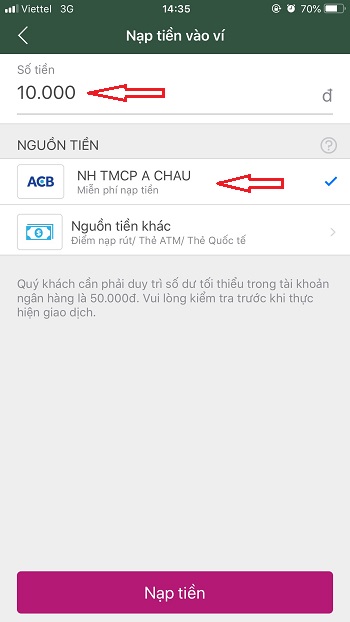 Viettel 3G 14:35 70%
Nạp tiền vào ví
Số tiền
10.000 đ
NGUỒN TIỀN ?
ACB NH TMCP A CHAU
Miễn phí nạp tiền
$ Nguồn tiền khác
Điểm nạp rút/ Thẻ ATM/ Thẻ Quốc tế
Quý khách cần phải duy trì số dư tối thiểu trong tài khoản
ngân hàng là 50.000đ. Vui lòng kiểm tra trước khi thực
hiện giao dịch.
Nạp tiền